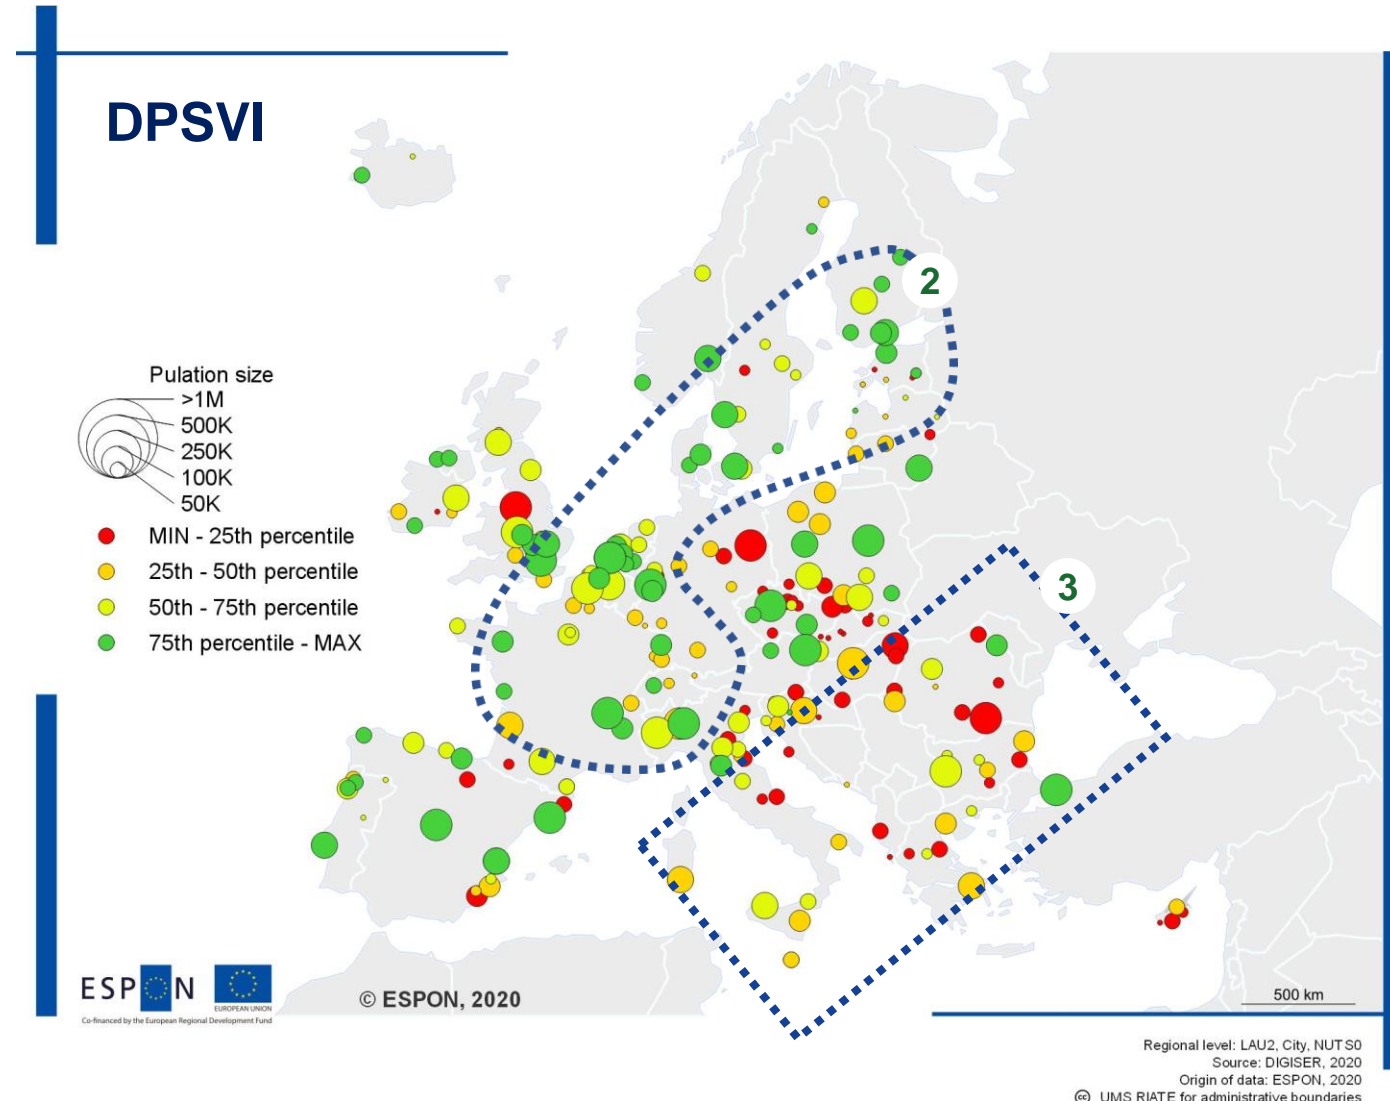 DPSVI
2
3
Pulation size
>1M
500K
250K
100K
50K
MIN - 25th percentile
25th - 50th percentile
50th - 75th percentile
75th percentile - MAX
ESPON
EUROPEAN UNION
Co-financed by the European Regional Development Fund
© ESPON, 2020
500 km
Regional level: LAU2, City, NUTS0
Source: DIGISER, 2020
Origin of data: ESPON, 2020
UMS RIATE for administrative boundaries